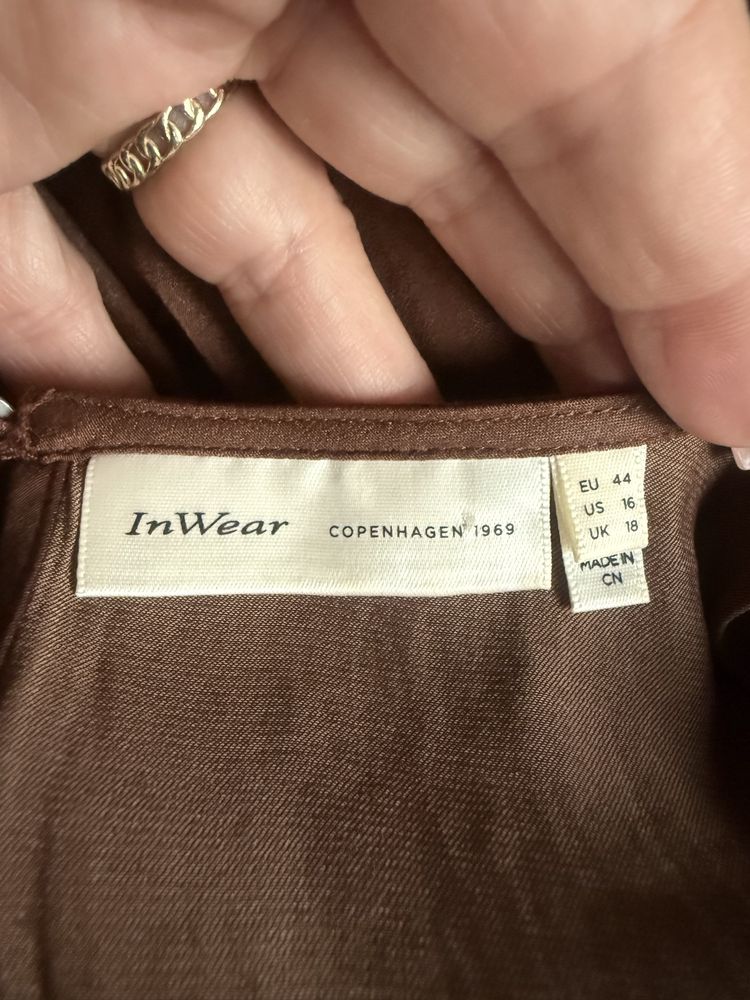 InWear COPENHAGEN 1969
EU 44
US 16
UK 18
MADE IN
CN